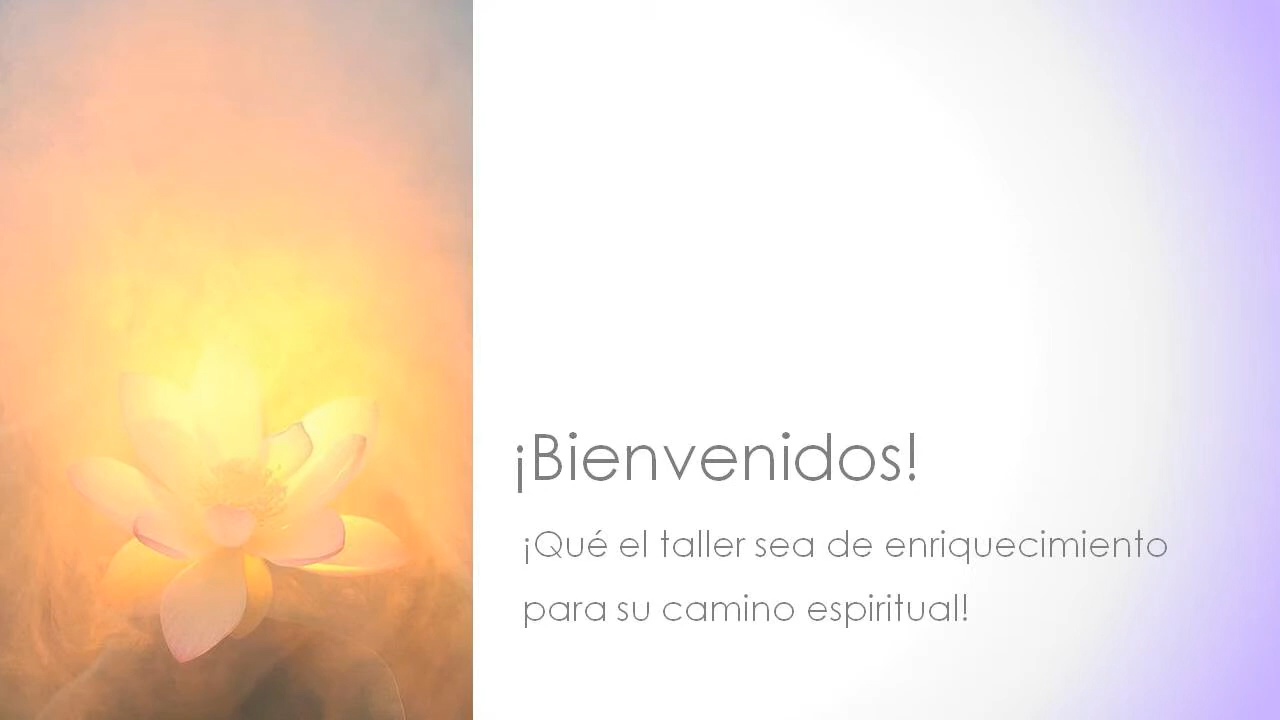 ¡Bienvenidos!
¡Qué el taller sea de enriquecimiento
para su camino espiritual!